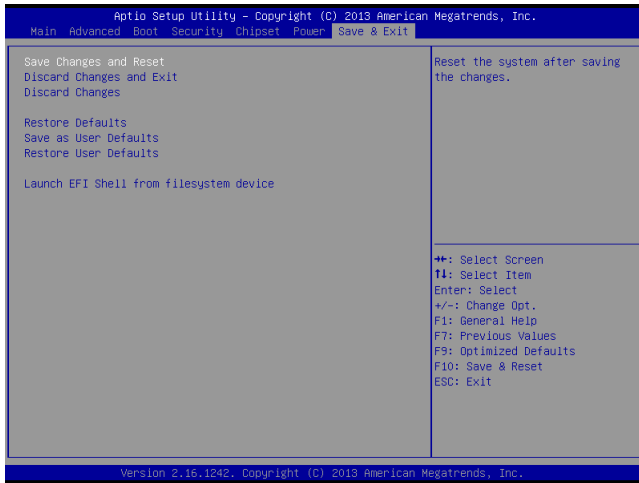 Aptio Setup Utility – Copyright (C) 2013 American Megatrends, Inc.
Main Advanced Boot Security Chipset Power Save & Exit
Save Changes and Reset
Discard Changes and Exit
Discard Changes
Restore Defaults
Save as User Defaults
Restore User Defaults
Launch EFI Shell from filesystem device
Reset the system after saving
the changes.
→←: Select Screen
↑↓: Select Item
Enter: Select
+/-: Change Opt.
F1: General Help
F7: Previous Values
F9: Optimized Defaults
F10: Save & Reset
ESC: Exit
Version 2.16.1242. Copyright (C) 2013 American Megatrends, Inc.